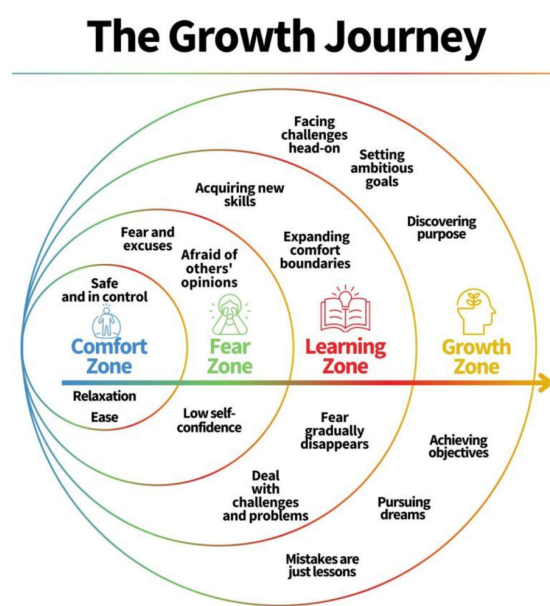 The Growth Journey
Facing
challenges
head-on
Setting
ambitious
goals
Acquiring new
skills
Discovering
purpose
Fear and
excuses
Expanding
comfort
boundaries
Afraid of
others'
opinions
Safe
and in control
Comfort
Zone
Fear
Zone
Learning
Zone
Growth
Zone
Relaxation
Ease
Low self-
confidence
Fear
gradually
disappears
Achieving
objectives
Deal
with
challenges
and problems
Pursuing
dreams
Mistakes are
just lessons